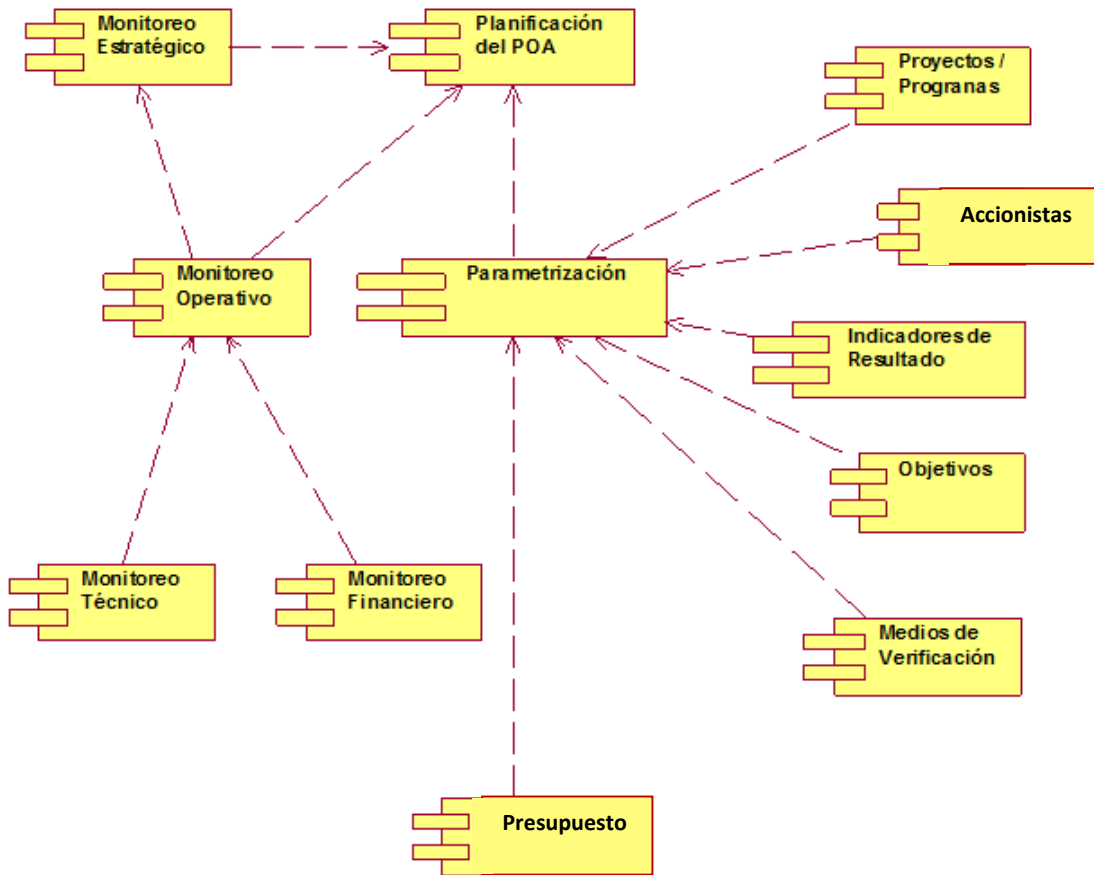 Monitoreo
Estratégico
Planificación
del POA
Proyectos /
Progranas
Accionistas
Monitoreo
Operativo
Parametrización
Indicadores de
Resultado
Objetivos
Monitoreo
Técnico
Monitoreo
Financiero
Medios de
Verificación
Presupuesto